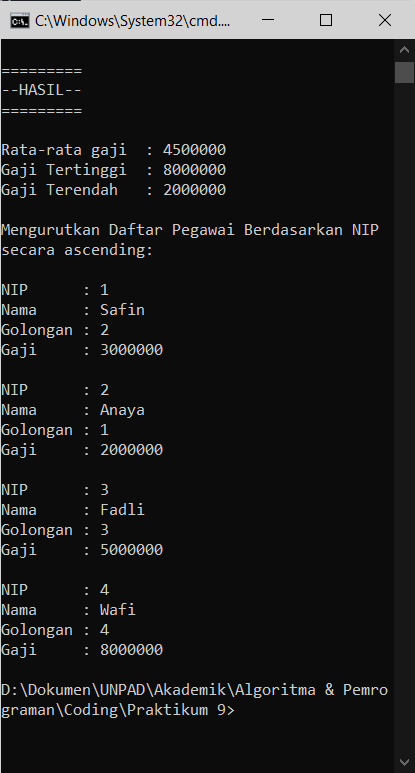 C:\Windows\System32\cmd....
=========
--HASIL--
=========
Rata-rata gaji  : 4500000
Gaji Tertinggi  : 8000000
Gaji Terendah   : 2000000
Mengurutkan Daftar Pegawai Berdasarkan NIP
secara ascending:
NIP      : 1
Nama     : Safin
Golongan : 2
Gaji     : 3000000
NIP      : 2
Nama     : Anaya
Golongan : 1
Gaji     : 2000000
NIP      : 3
Nama     : Fadli
Golongan : 3
Gaji     : 5000000
NIP      : 4
Nama     : Wafi
Golongan : 4
Gaji     : 8000000
D:\Dokumen\UNPAD\Akademik\Algoritma & Pemro
graman\Coding\Praktikum 9>